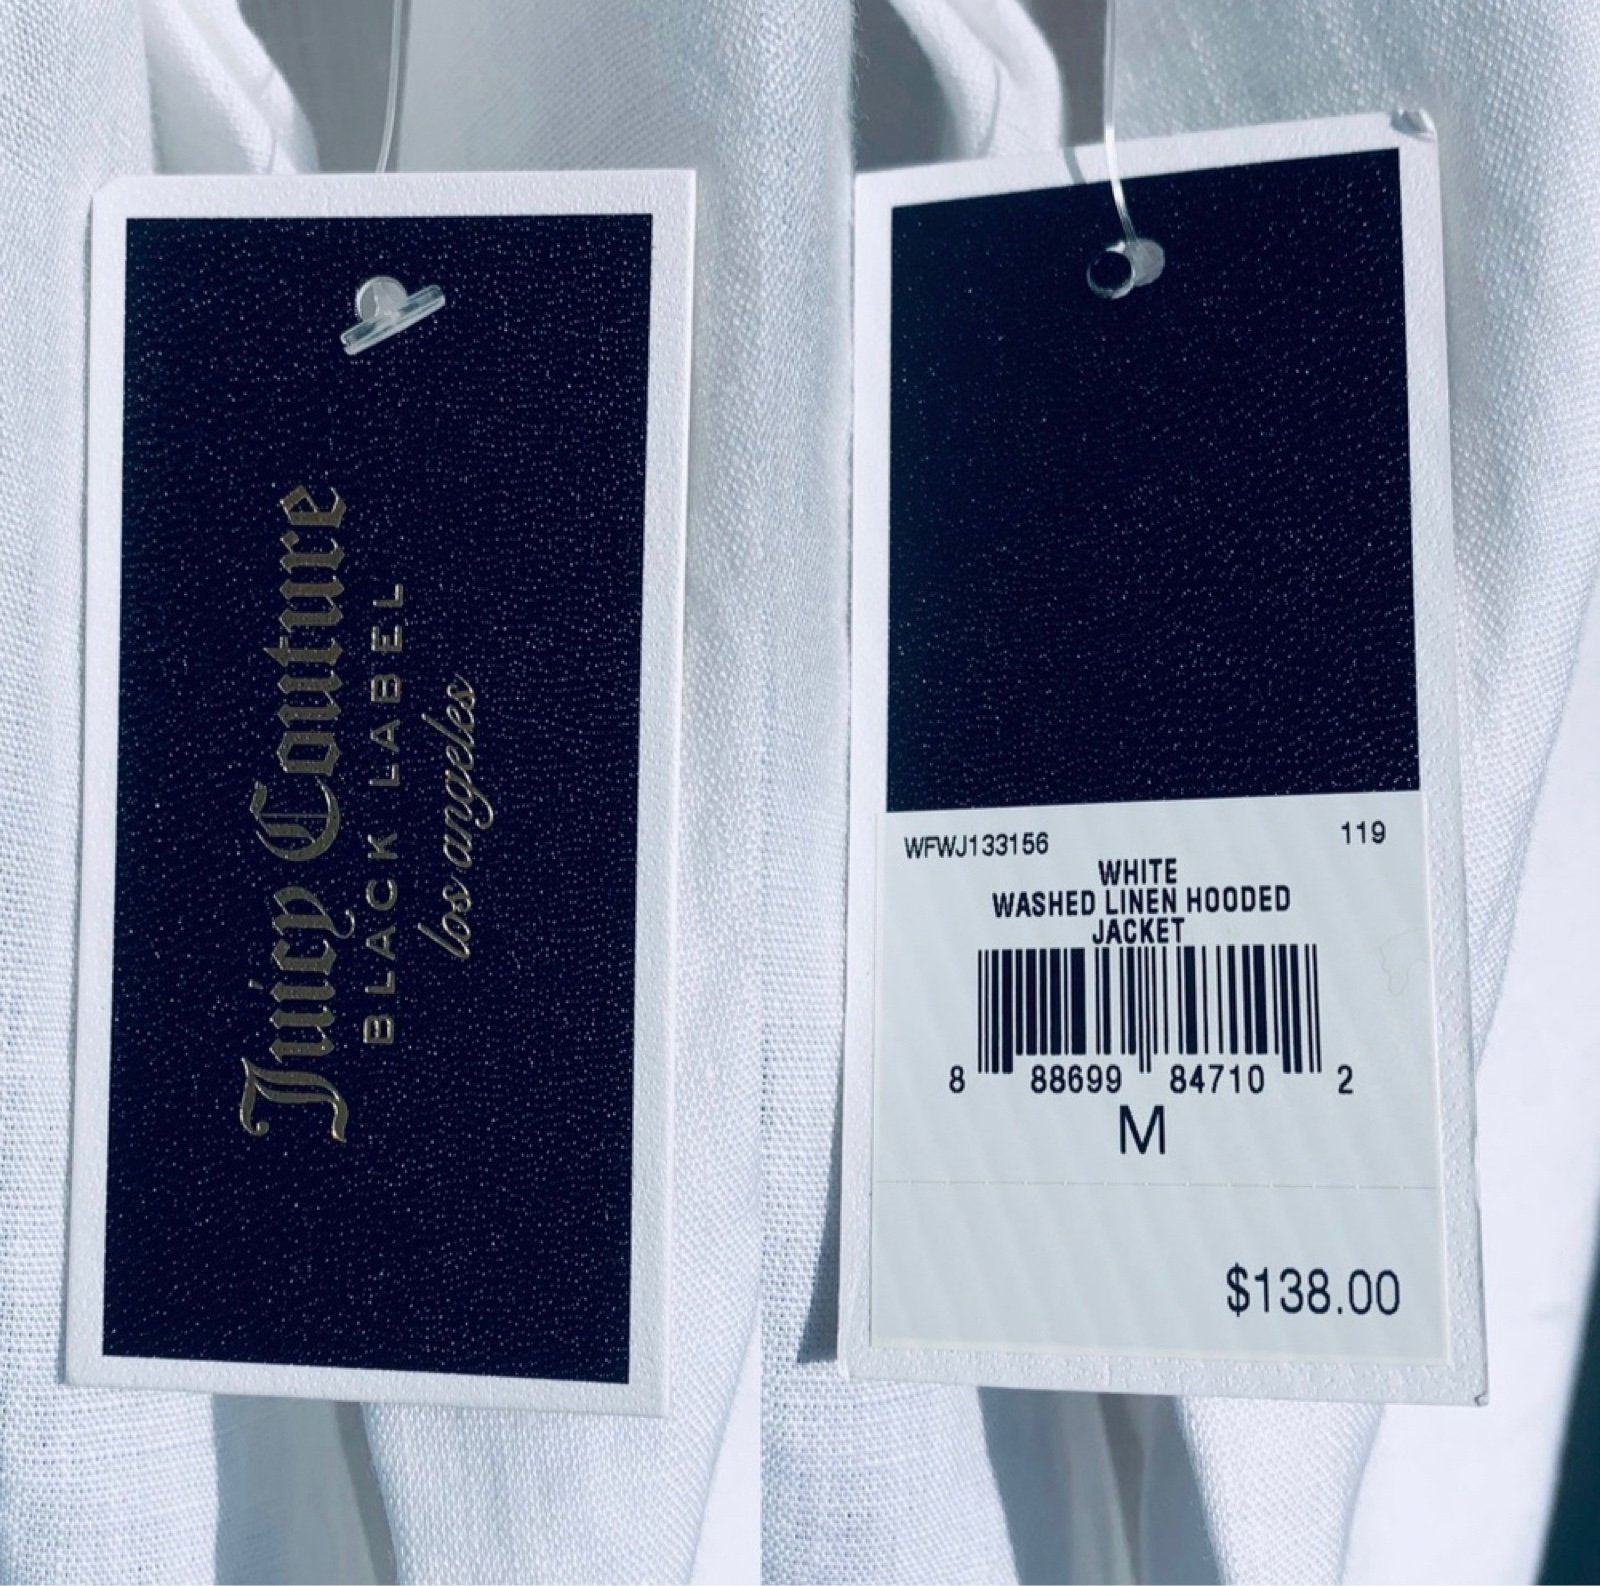 Juicy Couture
BLACK LABEL
los angeles
WFWJ133156 119
WHITE
WASHED LINEN HOODED
JACKET
8 88699 84710 2
M
$138.00